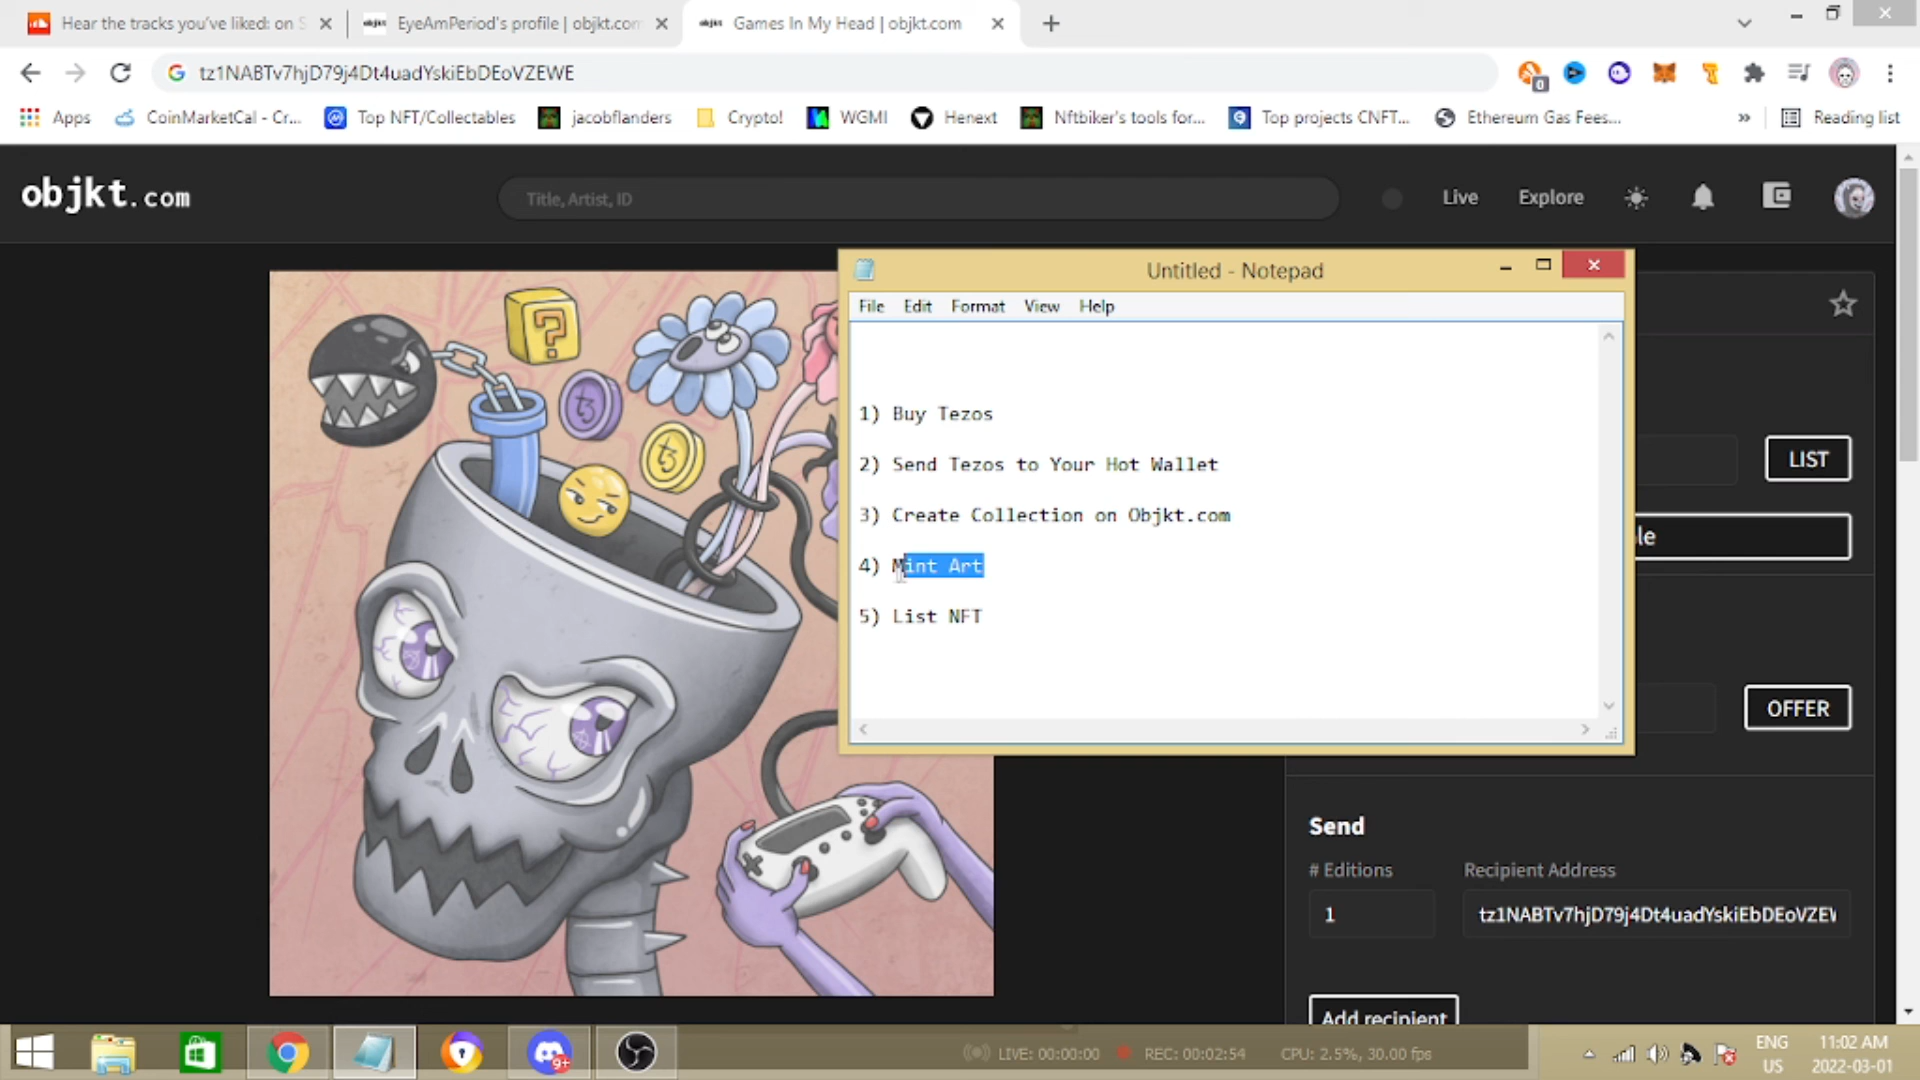 Hear the tracks you've liked: on S
objkt EyeAmPeriod's profile | objkt.com
objkt Games In My Head | objkt.com
tz1NABTv7hjD79j4Dt4uadYskiEbDEoVZEWE
0
Apps
CoinMarketCal - Cr...
Top NFT/Collectables
jacobflanders
Crypto!
WGMI
Henext
Nftbiker's tools for...
Top projects CNFT...
Ethereum Gas Fees...
»
Reading list
objkt.com
Title, Artist, ID
Live
Explore
Untitled - Notepad
File Edit Format View Help
1) Buy Tezos
2) Send Tezos to Your Hot Wallet
3) Create Collection on Objkt.com
4) Mint Art
5) List NFT
?
LIST
le
OFFER
Send
# Editions
Recipient Address
1
tz1NABTv7hjD79j4Dt4uadYskiEbDEoVZEV
Add recipient
9+
LIVE: 00:00:00
REC: 00:02:54
CPU: 2.5%, 30.00 fps
ENG
US
11:02 AM
2022-03-01